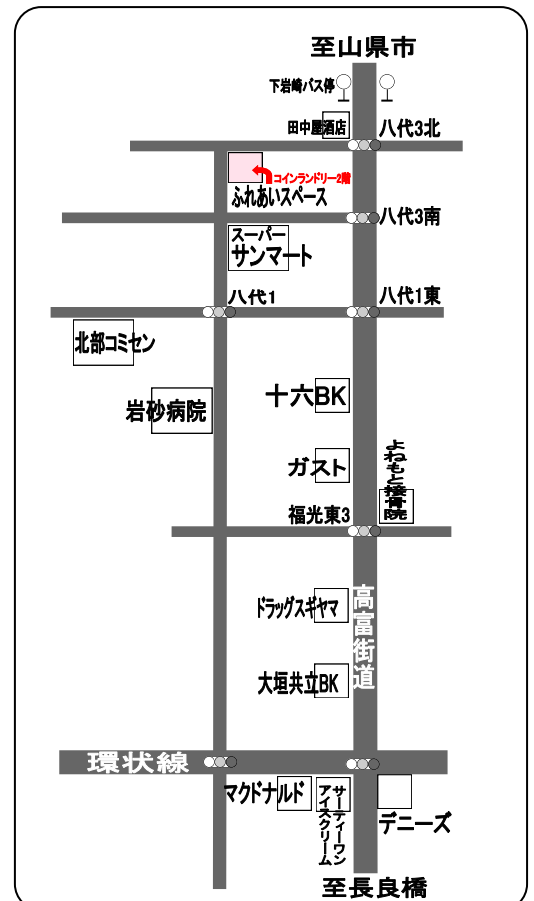 至山県市
下岩崎バス停
田中屋酒店
八代3北
コインランドリー2階
ふれあいスペース
八代3南
スーパー
サンマート
八代1
八代1東
北部コミセン
十六BK
岩砂病院
ガスト
よねもと接骨院
福光東3
ドラッグスギヤマ
高富街道
大垣共立BK
環状線
マクドナルド
サーティーワン
アイスクリーム
デニーズ
至長良橋